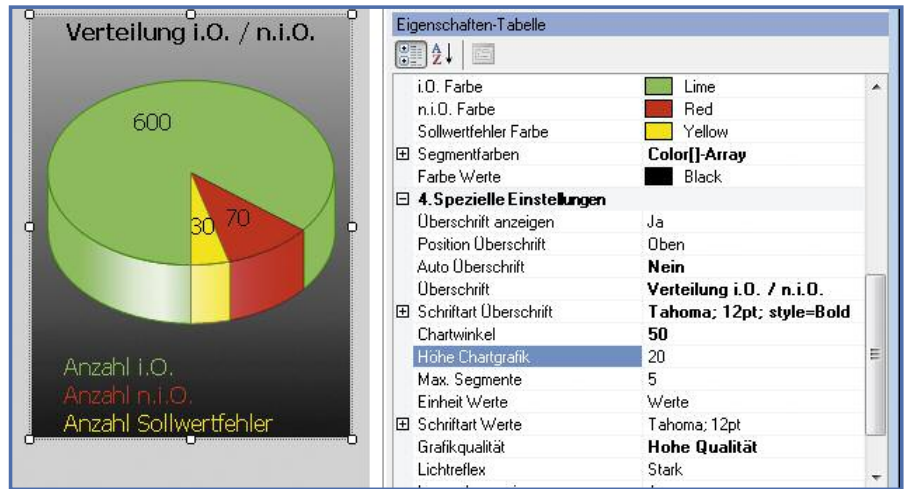 Verteilung i.O. / n.i.O.
600
30
70
Anzahl i.O.
Anzahl n.i.O.
Anzahl Sollwertfehler
Eigenschaften-Tabelle
i.O. Farbe Lime
n.i.O. Farbe Red
Sollwertfehler Farbe Yellow
Segmentfarben Color[]-Array
Farbe Werte Black
4. Spezielle Einstellungen
Überschrift anzeigen Ja
Position Überschrift Oben
Auto Überschrift Nein
Überschrift Verteilung i.O. / n.i.O.
Schriftart Überschrift Tahoma; 12pt; style=Bold
Chartwinkel 50
Höhe Chartgrafik 20
Max. Segmente 5
Einheit Werte Werte
Schriftart Werte Tahoma; 12pt
Grafikqualität Hohe Qualität
Lichtreflex Stark